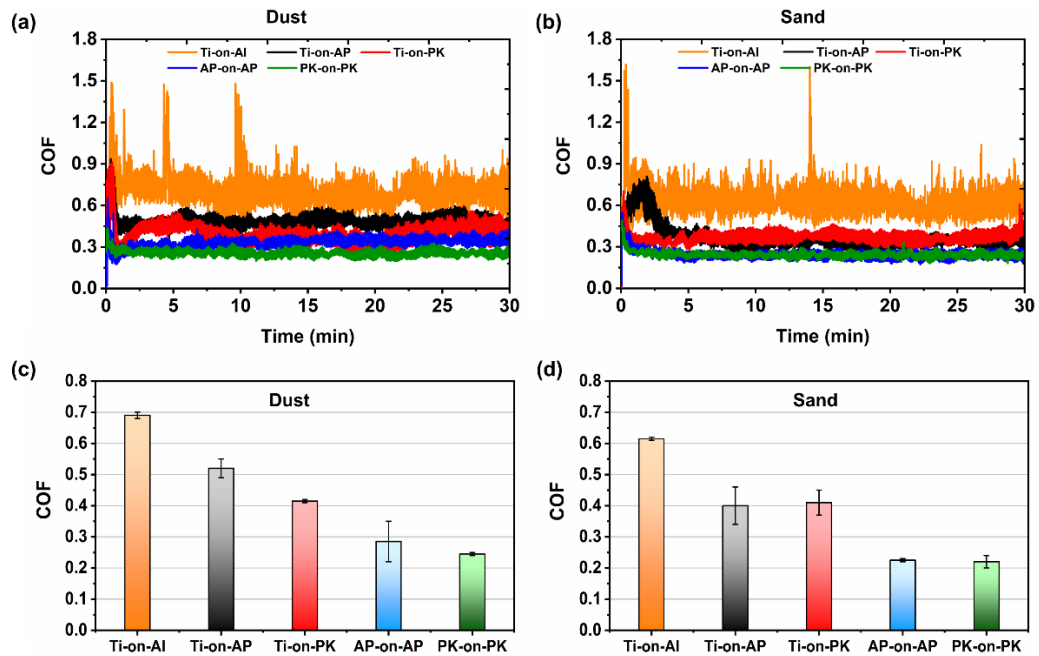 (a)
Dust
Ti-on-Al Ti-on-AP Ti-on-PK
AP-on-AP PK-on-PK
COF
1.8
1.5
1.2
0.9
0.6
0.3
0.0
0 5 10 15 20 25 30
Time (min)
(b)
Sand
Ti-on-Al Ti-on-AP Ti-on-PK
AP-on-AP PK-on-PK
COF
1.8
1.5
1.2
0.9
0.6
0.3
0.0
0 5 10 15 20 25 30
Time (min)
(c)
Dust
COF
0.8
0.7
0.6
0.5
0.4
0.3
0.2
0.1
0.0
Ti-on-Al Ti-on-AP Ti-on-PK AP-on-AP PK-on-PK
(d)
Sand
COF
0.8
0.7
0.6
0.5
0.4
0.3
0.2
0.1
0.0
Ti-on-Al Ti-on-AP Ti-on-PK AP-on-AP PK-on-PK